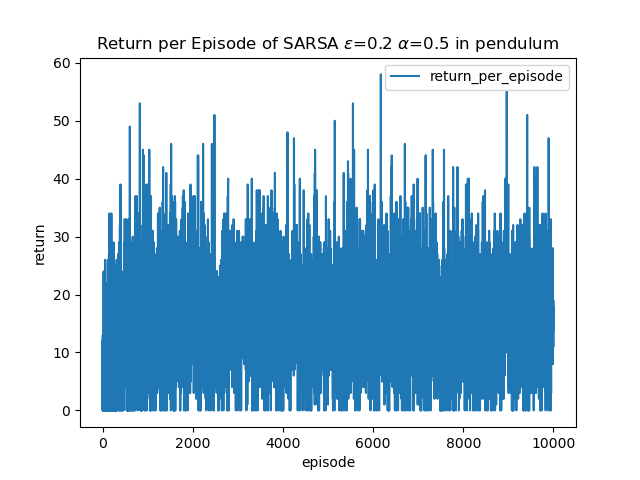 Return per Episode of SARSA ε=0.2 α=0.5 in pendulum
return_per_episode
60
50
40
30
20
10
0
return
0 2000 4000 6000 8000 10000
episode